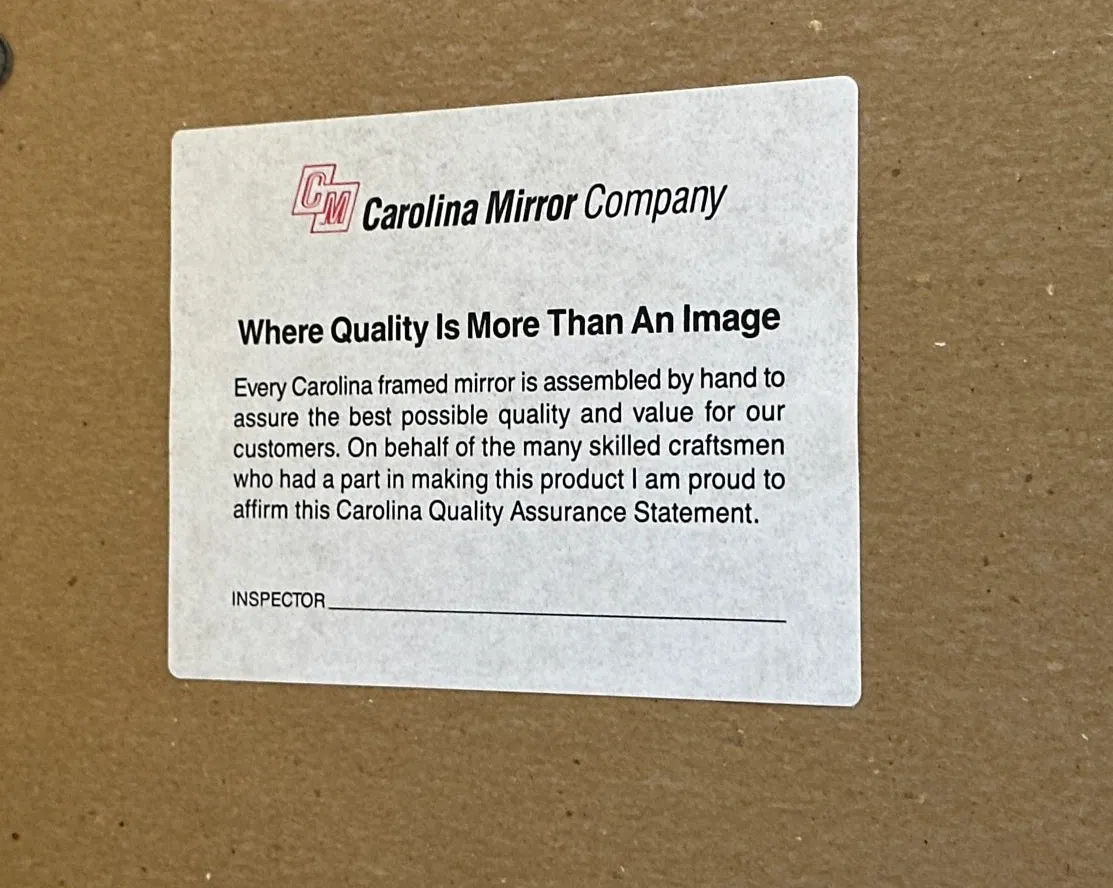 CM Carolina Mirror Company
Where Quality Is More Than An Image
Every Carolina framed mirror is assembled by hand to
assure the best possible quality and value for our
customers. On behalf of the many skilled craftsmen
who had a part in making this product I am proud to
affirm this Carolina Quality Assurance Statement.
INSPECTOR